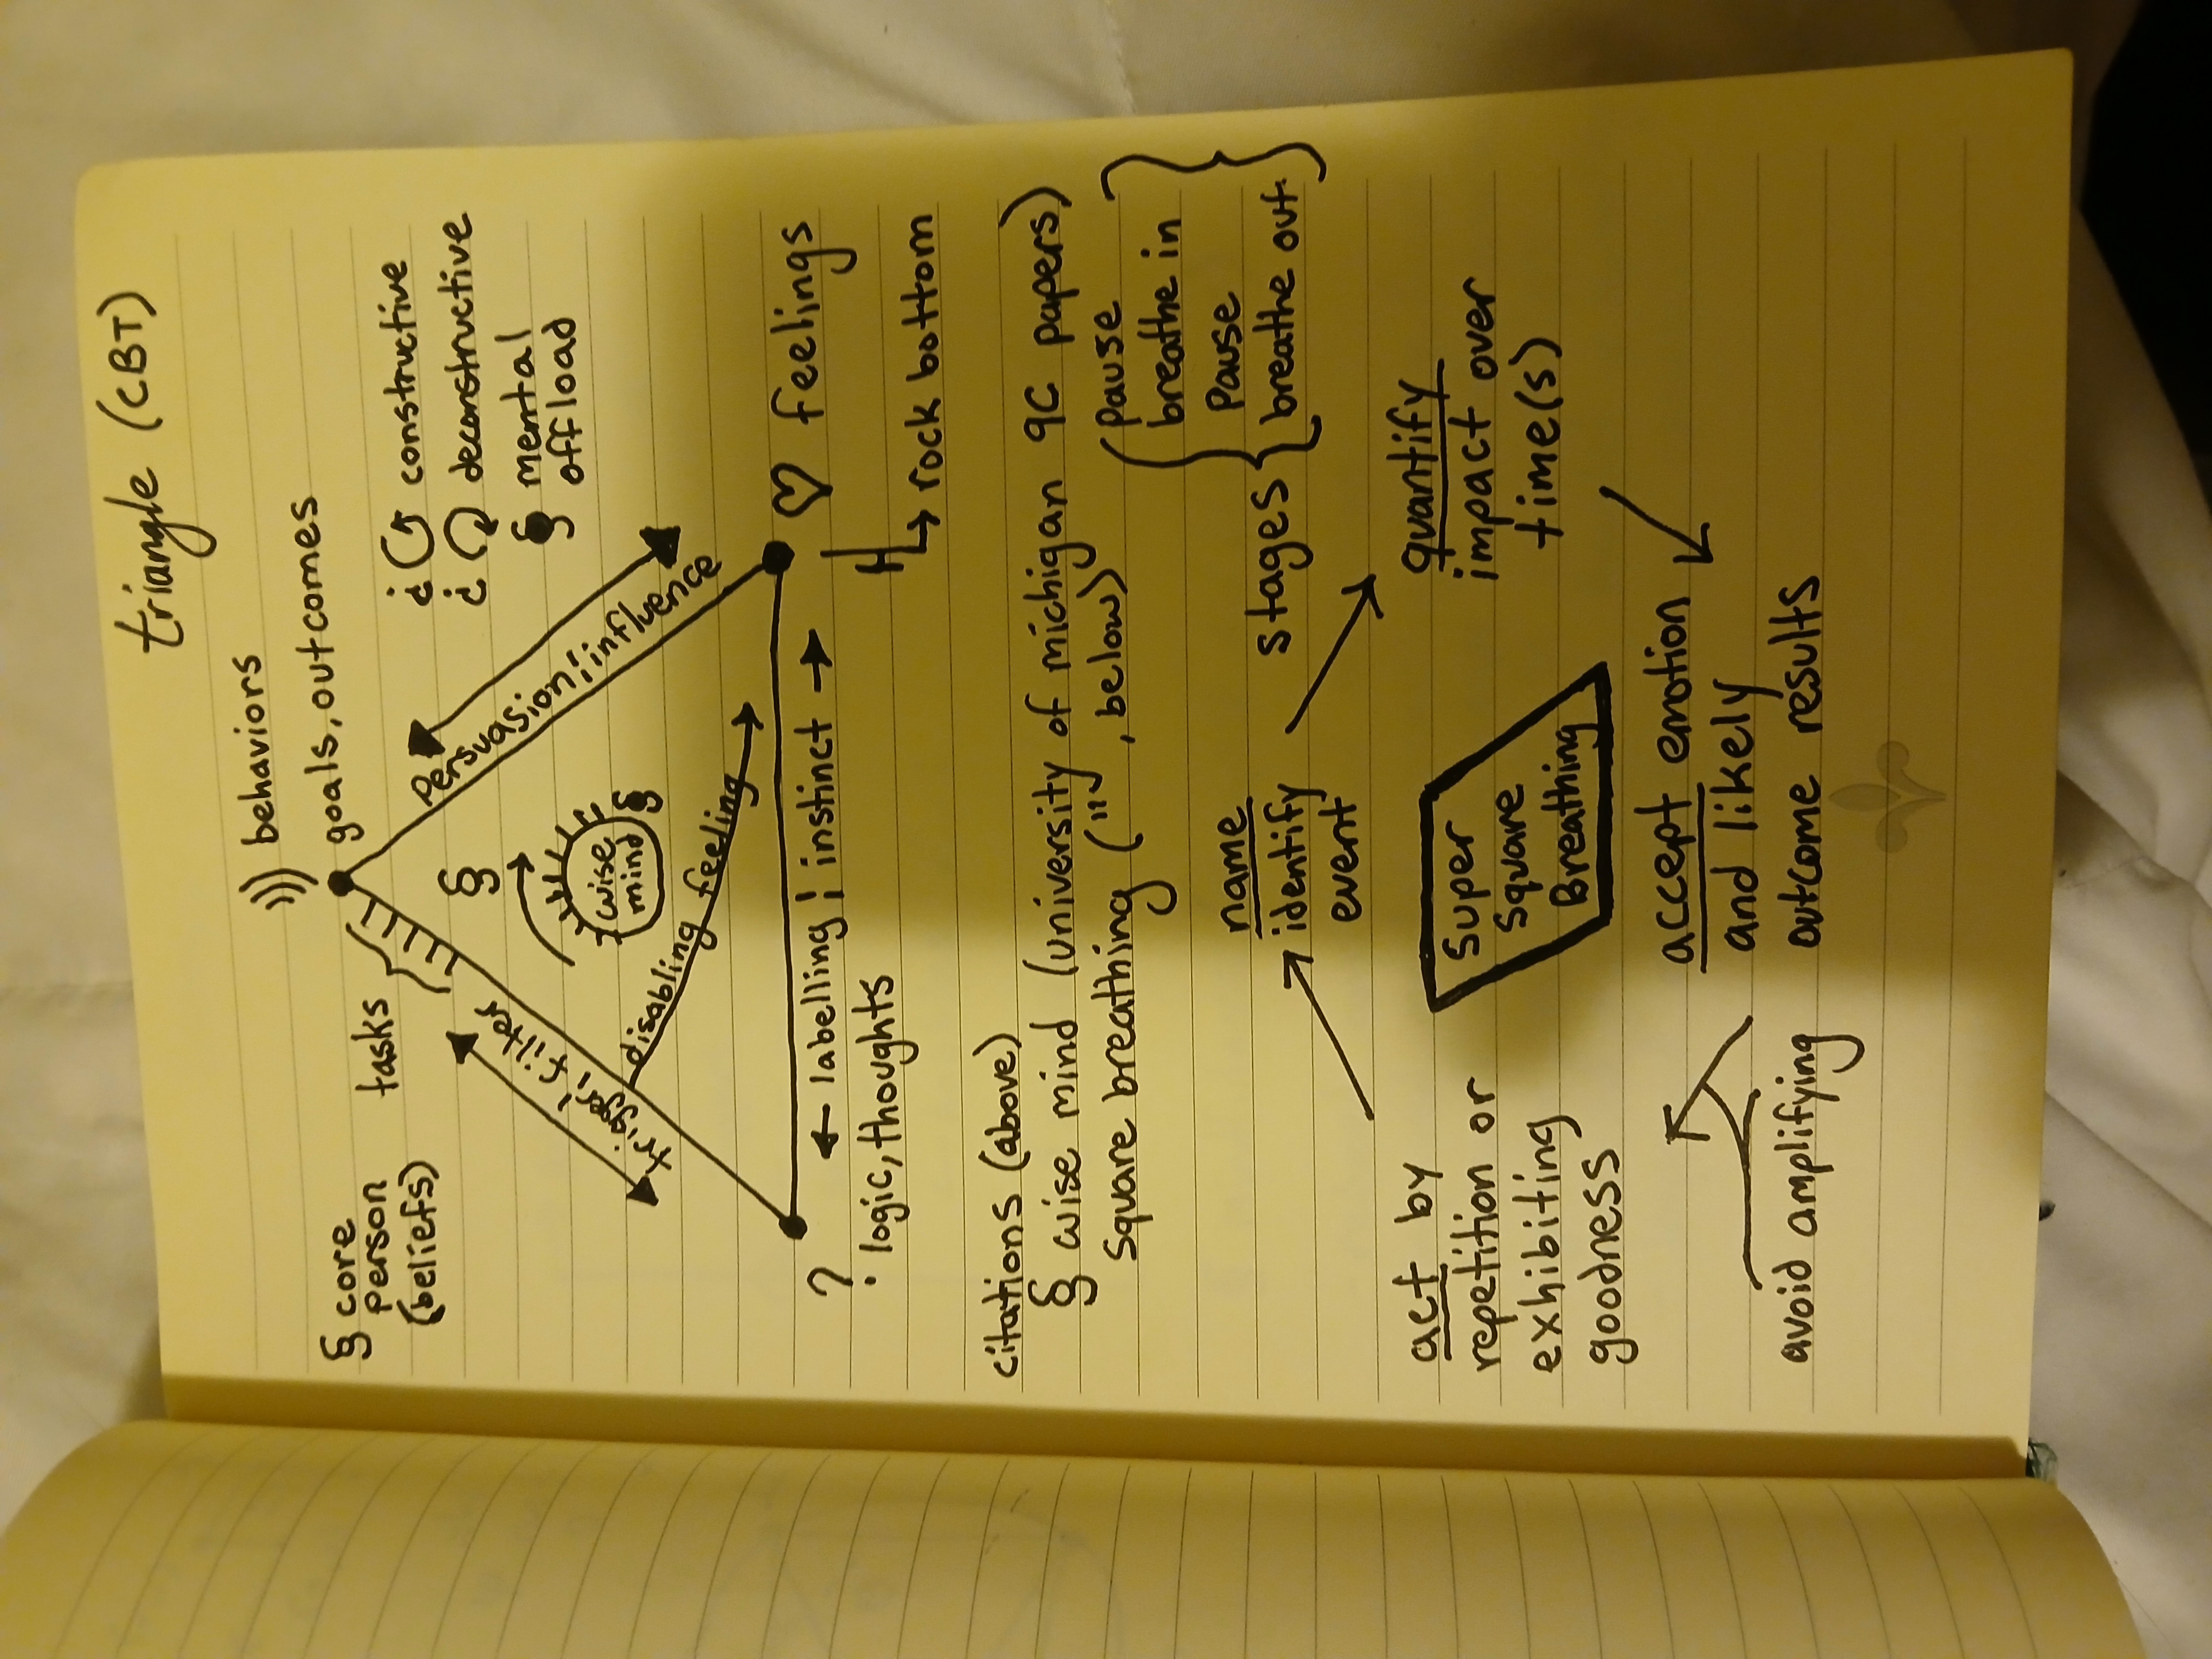 triangle (CBT)
behaviors
goals, outcomes
§ core
person
(beliefs)
tasks
¿ constructive
¿ deconstructive
§ mental
offload
trigger¦filter
§
persuasion¦influence
wise
mind §
disabling feeling
? ← labelling ¦ instinct → ♡ feelings
logic, thoughts
rock bottom
citations (above)
§ wise mind (university of michigan 9C papers)
square breathing (" " , below)
stages { pause
breathe in
pause
breathe out }
name
identify
event
act by
repetition or
exhibiting
goodness
Super
Square
Breathing
quantify
impact over
time(s)
accept emotion
and likely
outcome results
avoid amplifying